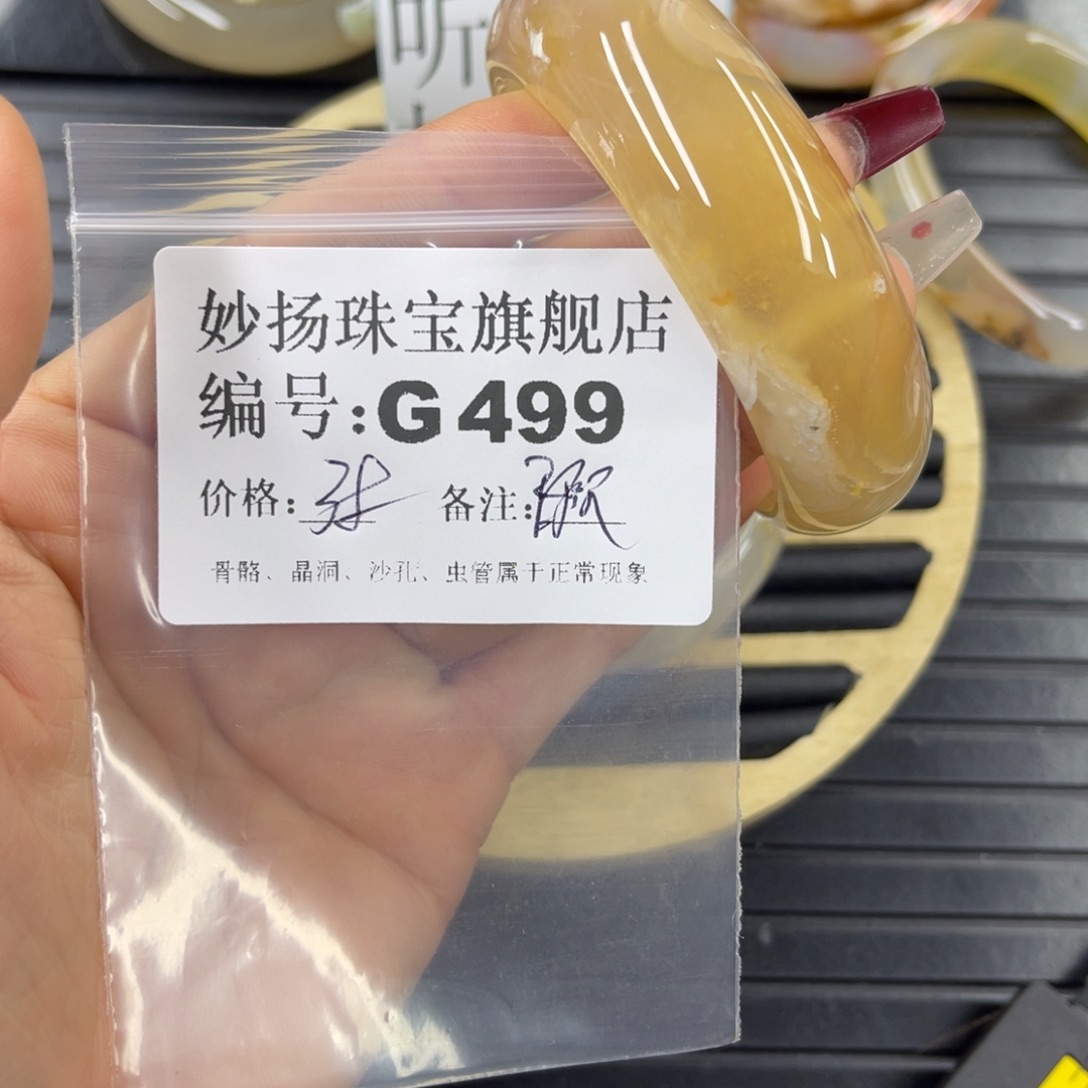 听
妙扬珠宝旗舰店
编号:G499
价格: 备注:
骨骼、晶洞、沙孔、虫管属于正常现象